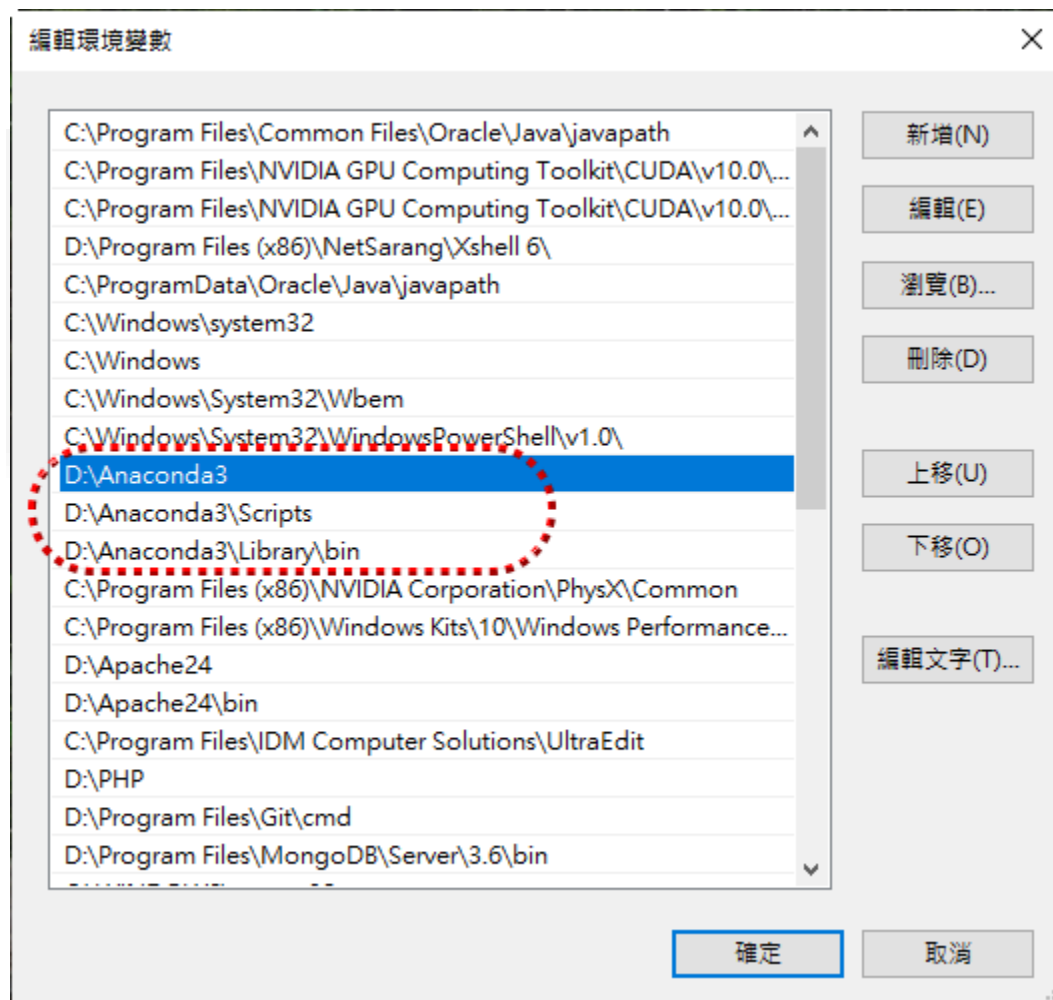 編輯環境變數
C:\Program Files\Common Files\Oracle\Java\javapath
C:\Program Files\NVIDIA GPU Computing Toolkit\CUDA\v10.0\...
C:\Program Files\NVIDIA GPU Computing Toolkit\CUDA\v10.0\...
D:\Program Files (x86)\NetSarang\Xshell 6\
C:\ProgramData\Oracle\Java\javapath
C:\Windows\system32
C:\Windows
C:\Windows\System32\Wbem
C:\Windows\System32\WindowsPowerShell\v1.0\
D:\Anaconda3
D:\Anaconda3\Scripts
D:\Anaconda3\Library\bin
C:\Program Files (x86)\NVIDIA Corporation\PhysX\Common
C:\Program Files (x86)\Windows Kits\10\Windows Performance...
D:\Apache24
D:\Apache24\bin
C:\Program Files\IDM Computer Solutions\UltraEdit
D:\PHP
D:\Program Files\Git\cmd
D:\Program Files\MongoDB\Server\3.6\bin
新增(N)
編輯(E)
瀏覽(B)...
刪除(D)
上移(U)
下移(O)
編輯文字(T)...
確定
取消